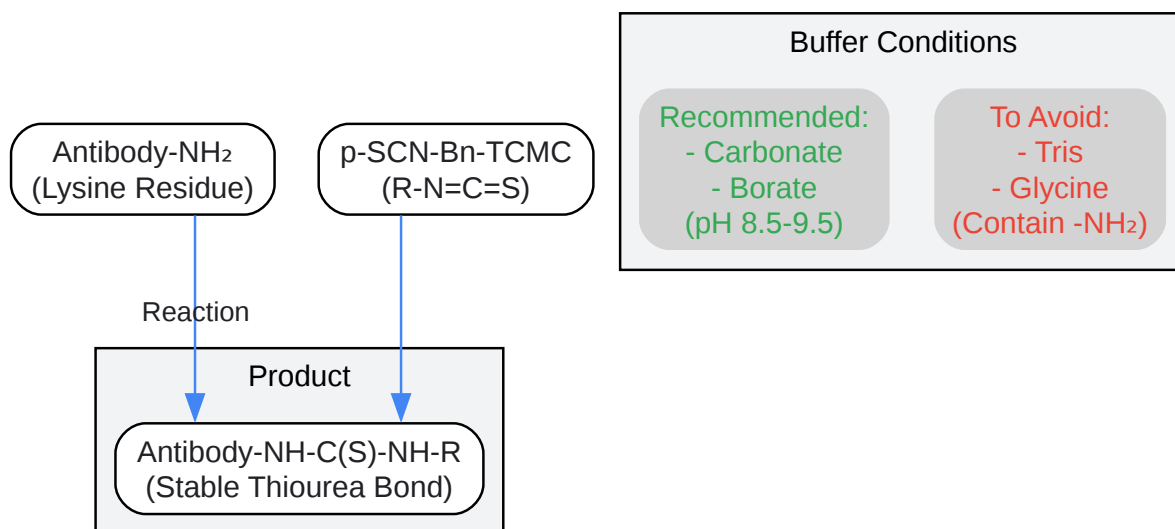 Antibody-NH₂
(Lysine Residue)
p-SCN-Bn-TCMC
(R-N=C=S)
Reaction
Product
Antibody-NH-C(S)-NH-R
(Stable Thiourea Bond)
Buffer Conditions
Recommended:
- Carbonate
- Borate
(pH 8.5-9.5)
To Avoid:
- Tris
- Glycine
(Contain -NH₂)